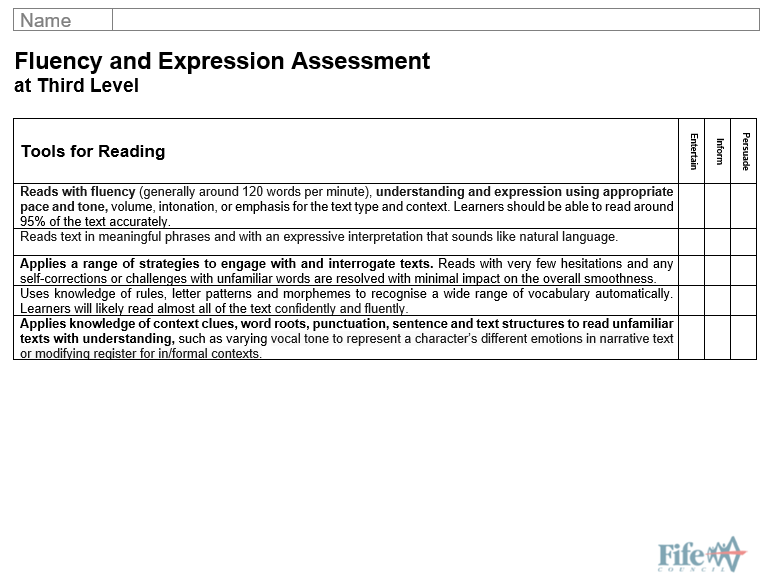 Name
Fluency and Expression Assessment
at Third Level
Tools for Reading
Entertain
Inform
Persuade
Reads with fluency (generally around 120 words per minute), understanding and expression using appropriate
pace and tone, volume, intonation, or emphasis for the text type and context. Learners should be able to read around
95% of the text accurately.
Reads text in meaningful phrases and with an expressive interpretation that sounds like natural language.
Applies a range of strategies to engage with and interrogate texts. Reads with very few hesitations and any
self-corrections or challenges with unfamiliar words are resolved with minimal impact on the overall smoothness.
Uses knowledge of rules, letter patterns and morphemes to recognise a wide range of vocabulary automatically.
Learners will likely read almost all of the text confidently and fluently.
Applies knowledge of context clues, word roots, punctuation, sentence and text structures to read unfamiliar
texts with understanding, such as varying vocal tone to represent a character's different emotions in narrative text
or modifying register for in/formal contexts.
Fife
COUNCIL